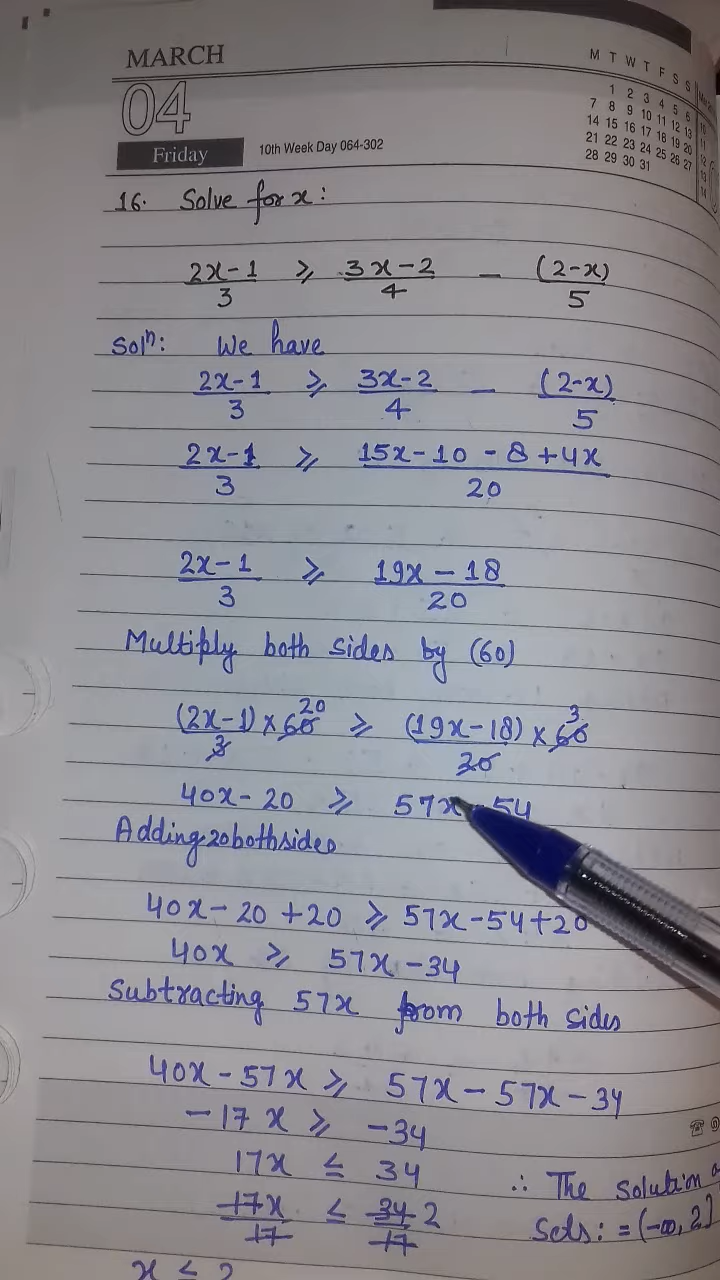 MARCH
04
Friday
10th Week Day 064-302
M T W T F S S
1 2 3 4 5 6
7 8 9 10 11 12 13
14 15 16 17 18 19 20
21 22 23 24 25 26 27
28 29 30 31
16. Solve for x:
(2x-1)/3 ⩾ (3x-2)/4 - (2-x)/5
Solⁿ: We have
(2x-1)/3 ⩾ (3x-2)/4 - (2-x)/5
(2x-1)/3 ⩾ (15x-10-8+4x)/20
(2x-1)/3 ⩾ (19x-18)/20
Multiply both sides by (60)
(2x-1)/3 × 60 20 ⩾ (19x-18)/20 × 60 3
40x-20 ⩾ 57x-54
Adding 20 both sides
40x-20+20 ⩾ 57x-54+20
40x ⩾ 57x-34
Subtracting 57x from both sides
40x-57x ⩾ 57x-57x-34
-17x ⩾ -34
17x ≤ 34
17x/17 ≤ 34/17 2
x ≤ 2
∴ The solution
Sets: = (-∞, 2]